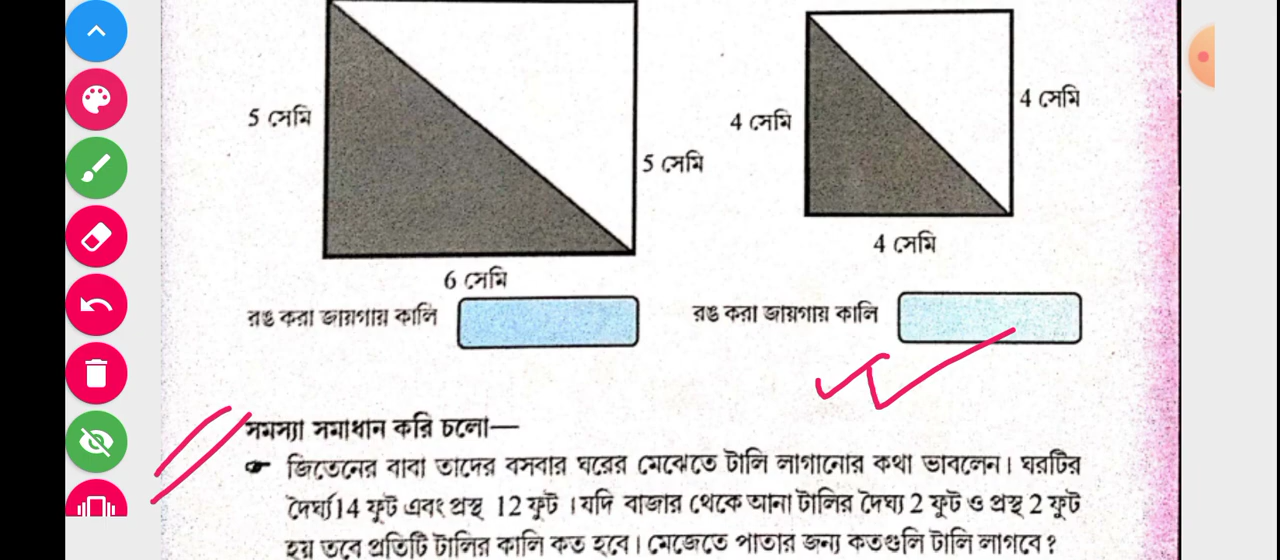 5 সেমি
5 সেমি
6 সেমি
4 সেমি
4 সেমি
4 সেমি
রঙ করা জায়গায় কালি
রঙ করা জায়গায় কালি
সমস্যা সমাধান করি চলো—
জিতেনের বাবা তাদের বসবার ঘরের মেঝেতে টালি লাগানোর কথা ভাবলেন। ঘরটির
দৈর্ঘ্য 14 ফুট এবং প্রস্থ 12 ফুট। যদি বাজার থেকে আনা টালির দৈঘ্য 2 ফুট ও প্রস্থ 2 ফুট
হয় তবে প্রতিটি টালির কালি কত হবে। মেজেতে পাতার জন্য কতগুলি টালি লাগবে?